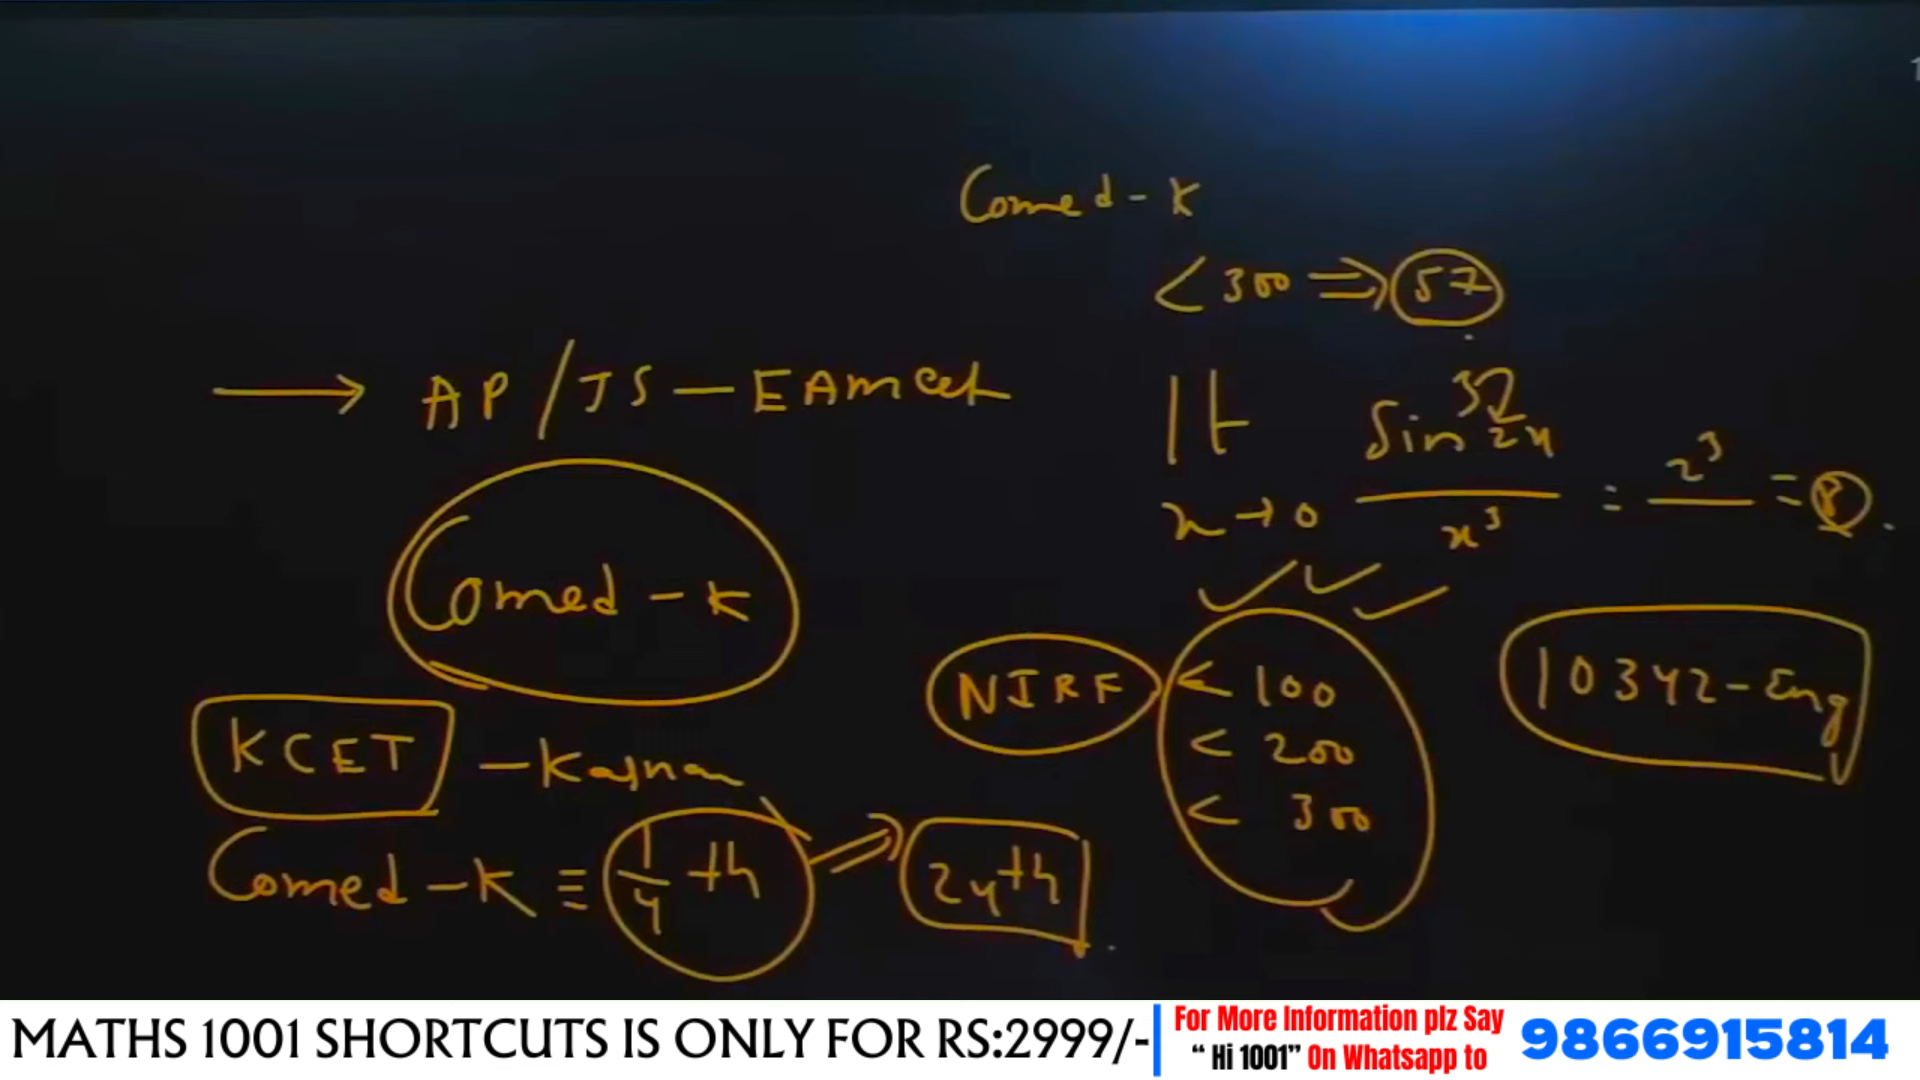 Comed-K
< 300 ⇒ 57
→ AP/TS - EAmcet
lt x→0 sin³2x / x³ = 2³ = 8.
Comed-K
NIRF < 100
< 200
< 300
10342-Eng
KCET -
Comed-K ≡ 1/4 th ⇒ 24th
MATHS 1001 SHORTCUTS IS ONLY FOR RS:2999/-
For More Information plz Say
“ Hi 1001” On Whatsapp to
9866915814